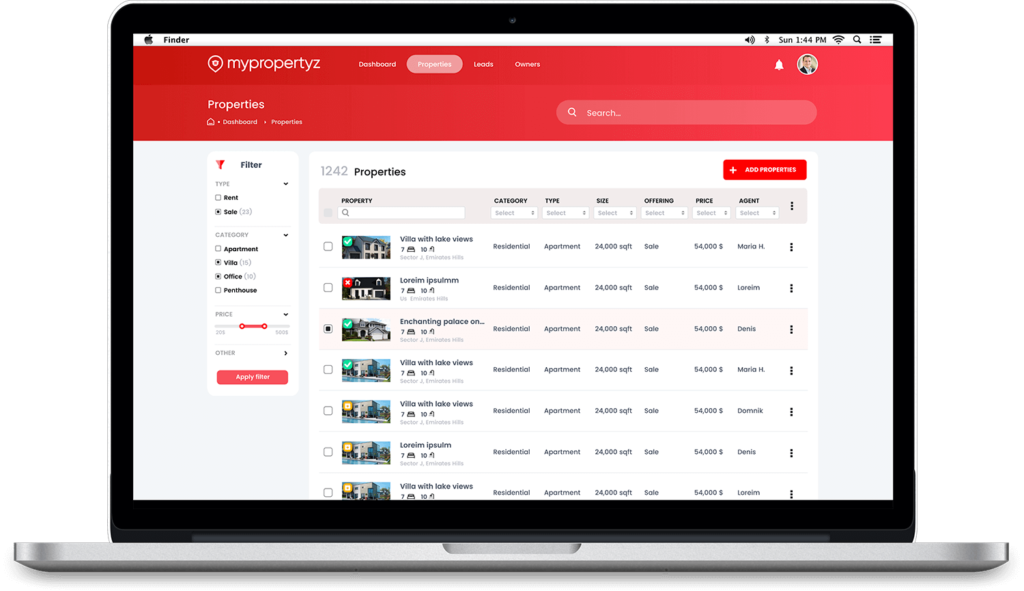 Finder
Sun 1:44 PM
mypropertyz
Dashboard Properties Leads Owners
Properties
Dashboard Properties
Search...
Filter
TYPE
Rent
Sale (33)
CATEGORY
Apartment
Villa (15)
Office (10)
Penthouse
PRICE
20$ 500$
OTHER
Apply filter
1242 Properties
+ ADD PROPERTIES
PROPERTY CATEGORY TYPE SIZE OFFERING PRICE AGENT
Select Select Select Select Select Select
Villa with lake views
7 10
Sector J, Emirates Hills
Residential Apartment 24,000 sqft Sale 54,000 $ Maria H.
Loreim ipsulmm
7 10
Emirates Hills
Residential Apartment 24,000 sqft Sale 54,000 $ Loreim
Enchanting palace on...
7 10
Sector J, Emirates Hills
Residential Apartment 24,000 sqft Sale 54,000 $ Denis
Villa with lake views
7 10
Sector J, Emirates Hills
Residential Apartment 24,000 sqft Sale 54,000 $ Maria H.
Villa with lake views
7 10
Sector J, Emirates Hills
Residential Apartment 24,000 sqft Sale 54,000 $ Domnik
Loreim ipsulm
7 10
Sector J, Emirates Hills
Residential Apartment 24,000 sqft Sale 54,000 $ Denis
Villa with lake views
7 10
Residential Apartment 24,000 sqft Sale 54,000 $ Loreim